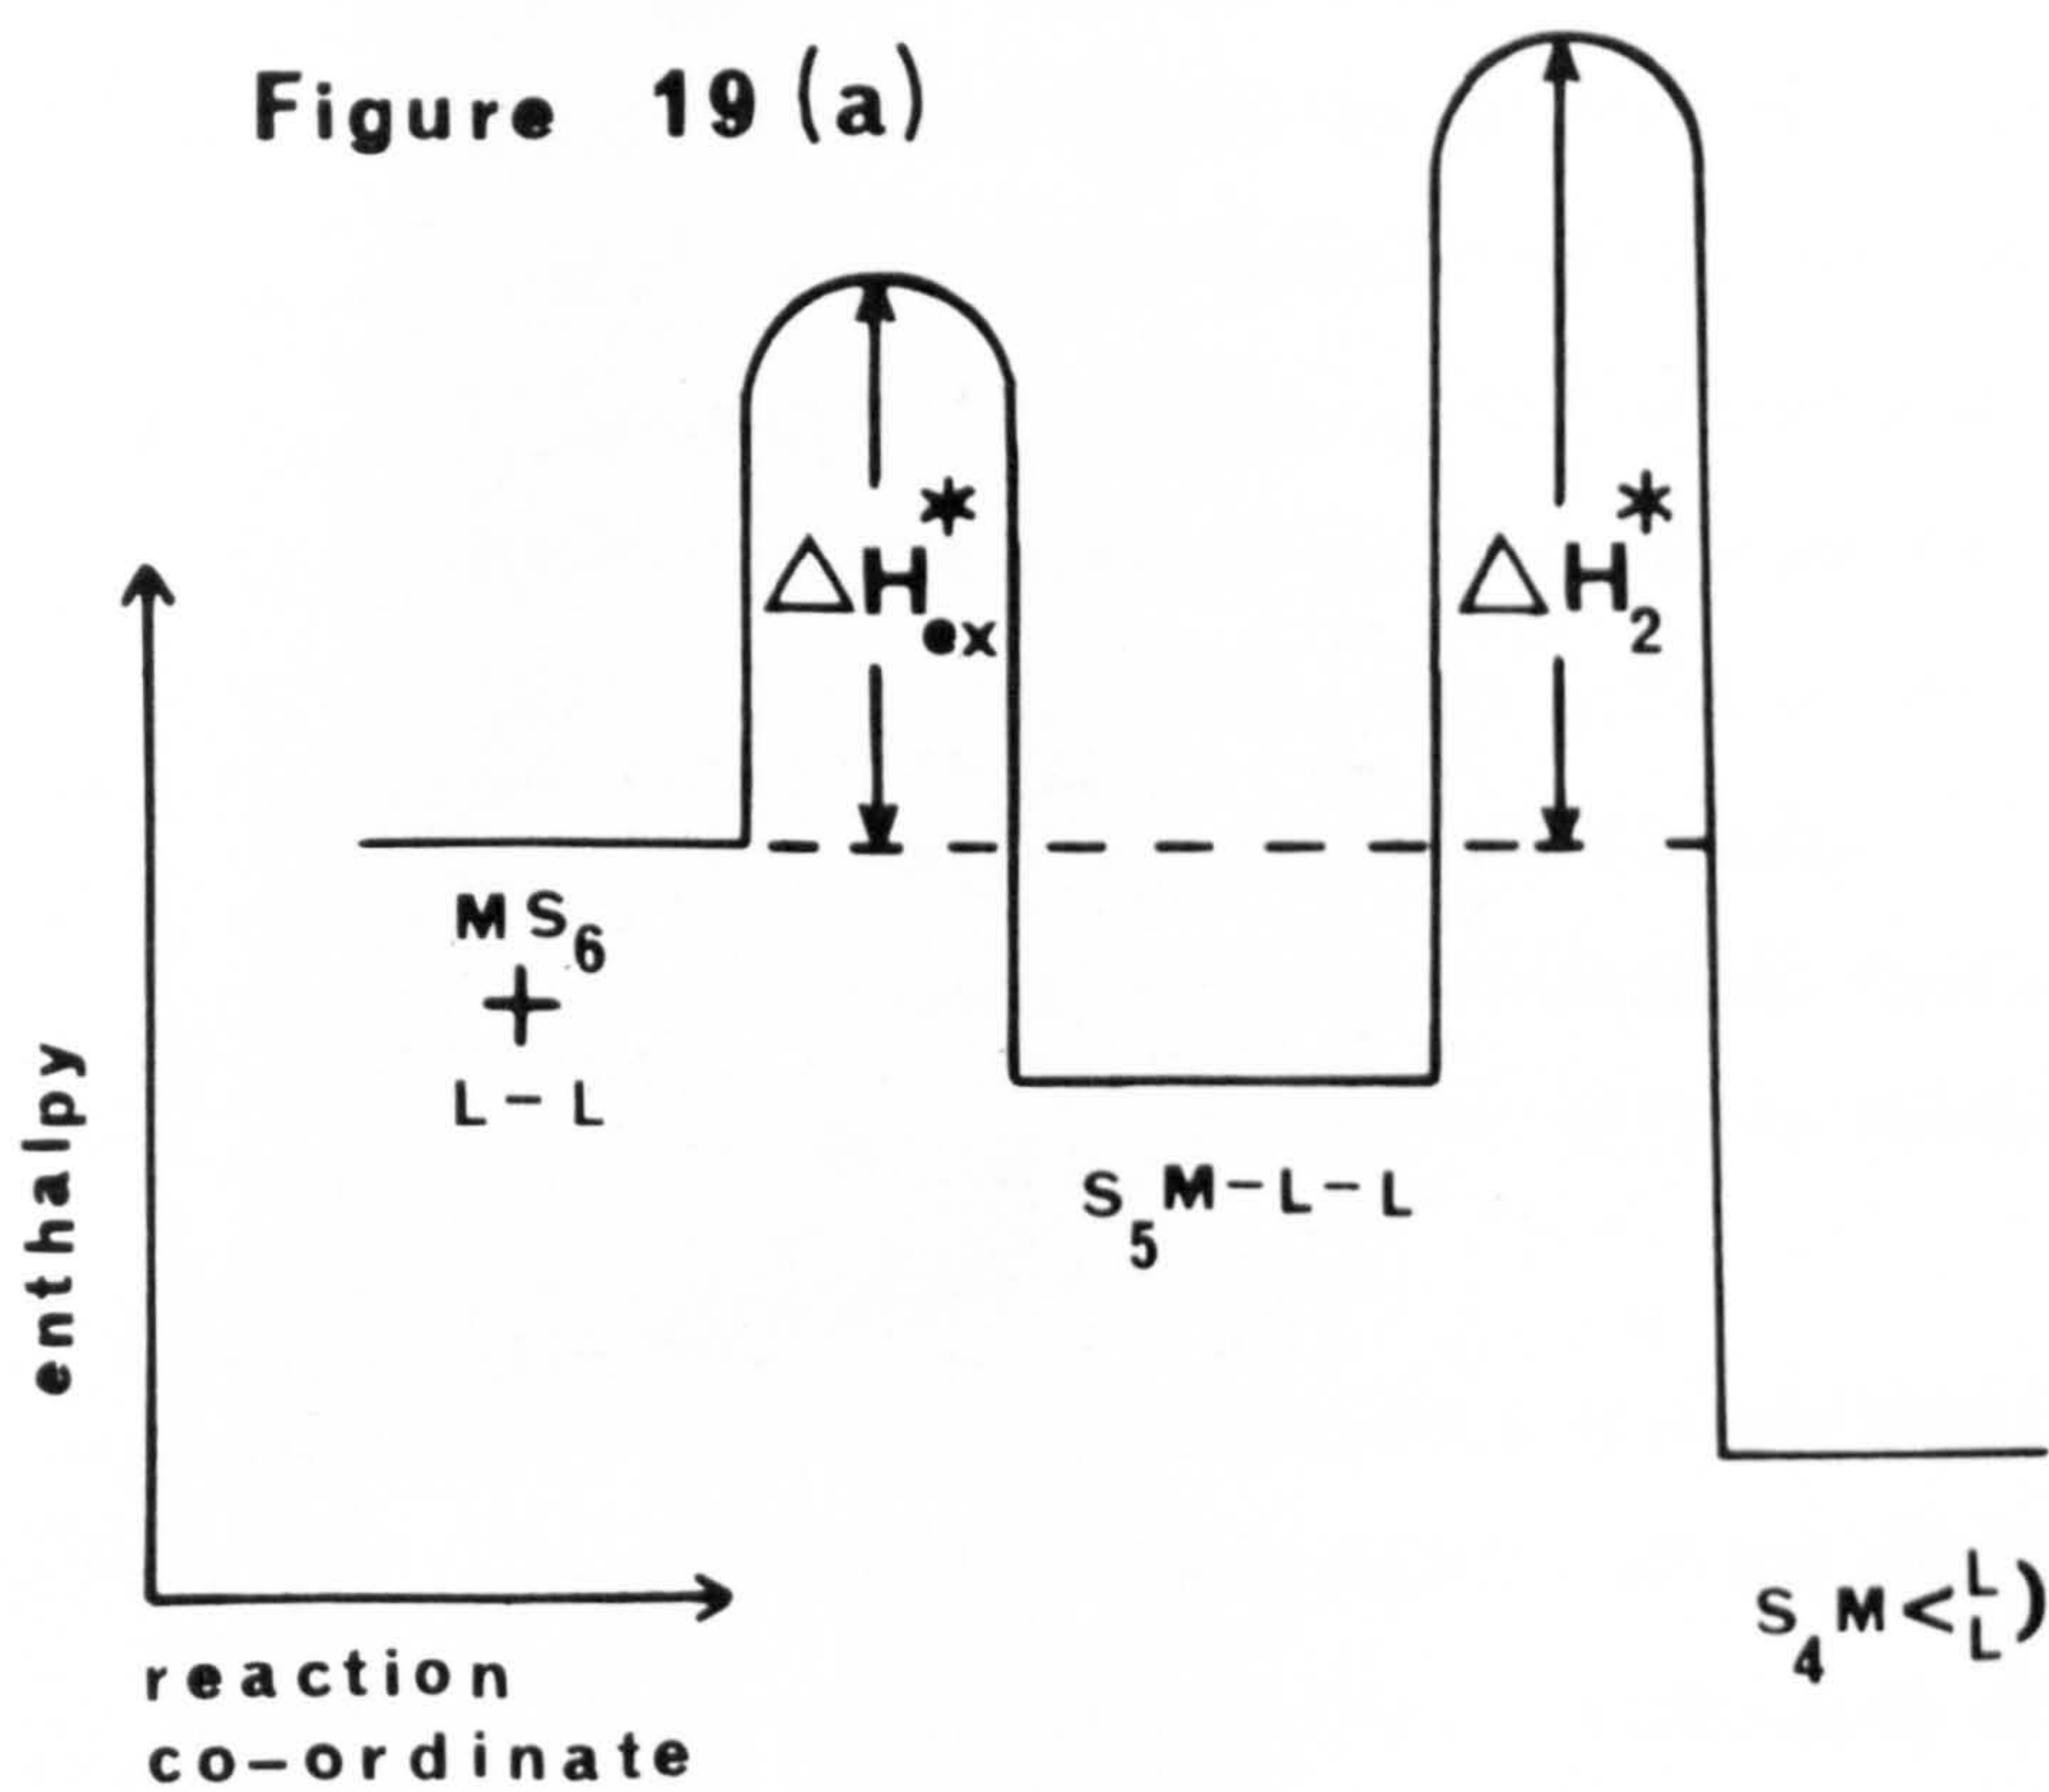 Figure 19 (a)
ΔH*ex
ΔH*2
MS6
+
L-L
S5M-L-L
S4M<L L)
enthalpy
reaction
co-ordinate